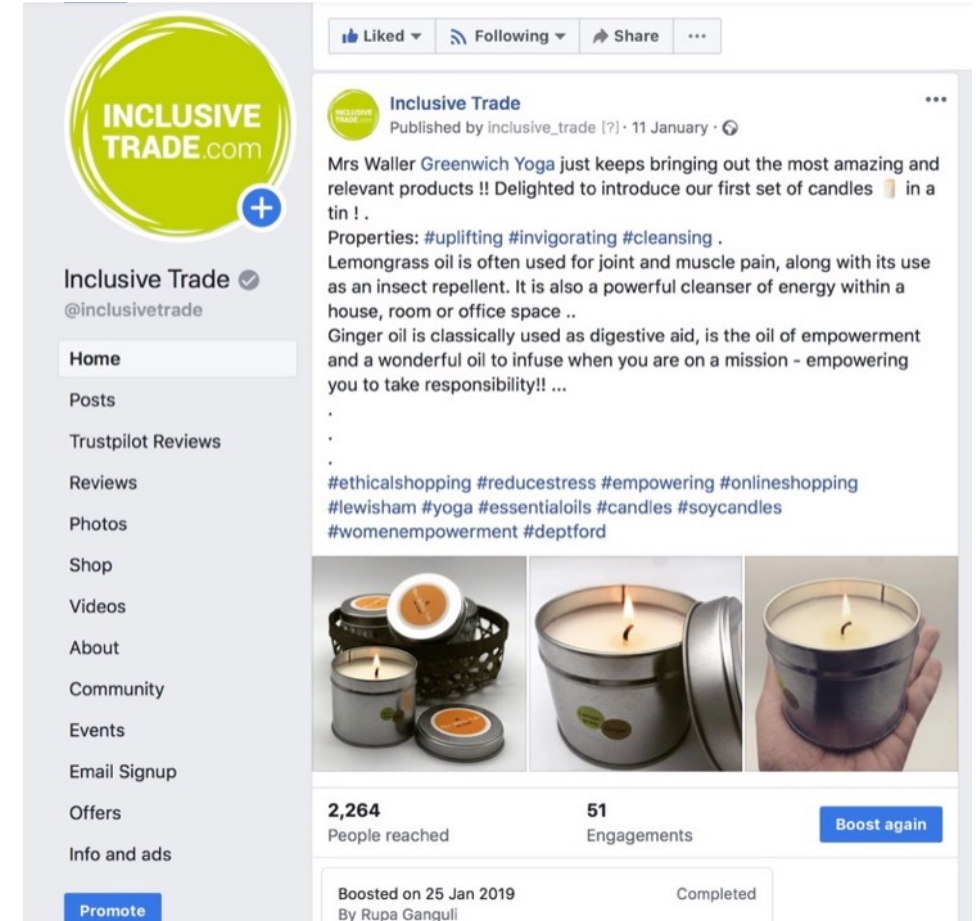 INCLUSIVE
TRADE.com
Inclusive Trade
@inclusivetrade
Home
Posts
Trustpilot Reviews
Reviews
Photos
Shop
Videos
About
Community
Events
Email Signup
Offers
Info and ads
Promote
Liked
Following
Share
INCLUSIVE
TRADE.com
Inclusive Trade
Published by inclusive_trade [?] · 11 January ·
Mrs Waller Greenwich Yoga just keeps bringing out the most amazing and
relevant products !! Delighted to introduce our first set of candles in a
tin ! .
Properties: #uplifting #invigorating #cleansing .
Lemongrass oil is often used for joint and muscle pain, along with its use
as an insect repellent. It is also a powerful cleanser of energy within a
house, room or office space ..
Ginger oil is classically used as digestive aid, is the oil of empowerment
and a wonderful oil to infuse when you are on a mission - empowering
you to take responsibility!! ...
.
.
.
#ethicalshopping #reducestress #empowering #onlineshopping
#lewisham #yoga #essentialoils #candles #soycandles
#womenempowerment #deptford
2,264
People reached
51
Engagements
Boost again
Boosted on 25 Jan 2019
Completed
By Rupa Ganguli